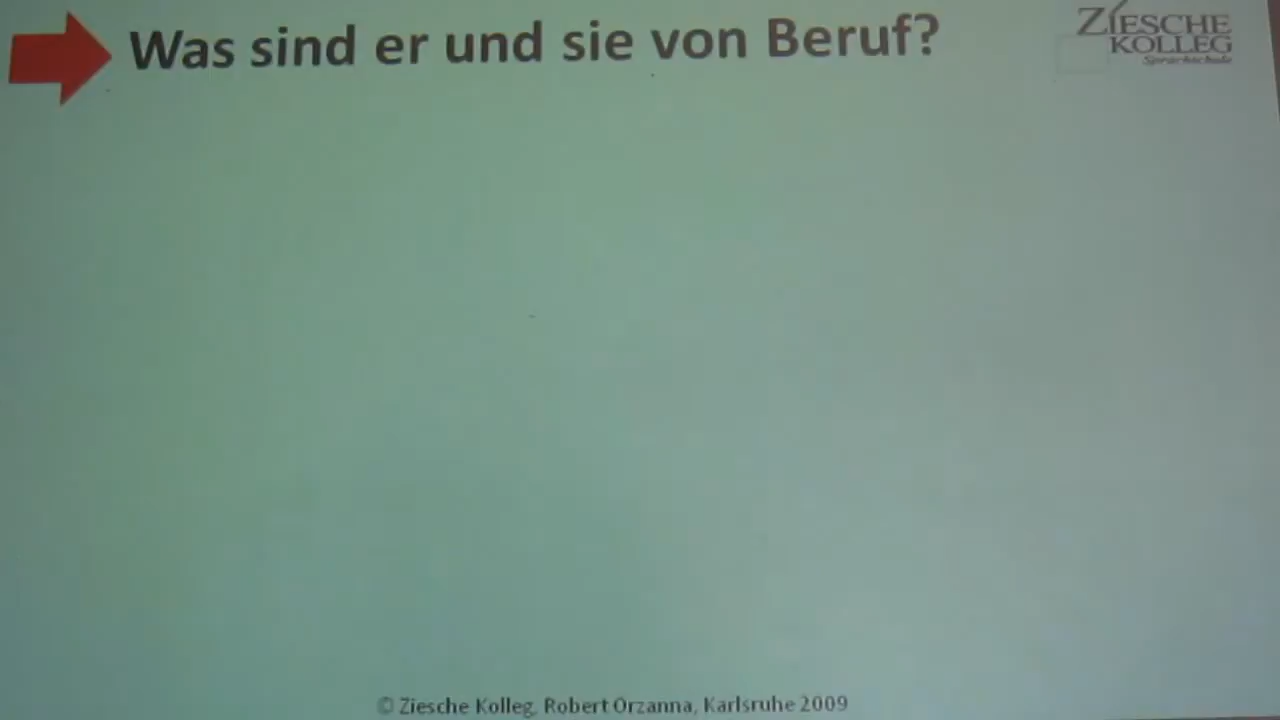 Was sind er und sie von Beruf?
ZIESCHE
KOLLEG
Sprachschule
© Ziesche Kolleg, Robert Orzanna, Karlsruhe 2009